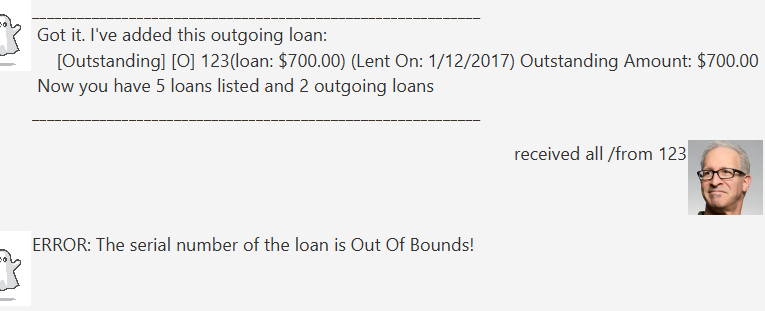 ________________________________________________________
Got it. I've added this outgoing loan:
[Outstanding] [O] 123(loan: $700.00) (Lent On: 1/12/2017) Outstanding Amount: $700.00
Now you have 5 loans listed and 2 outgoing loans
________________________________________________________
received all /from 123
ERROR: The serial number of the loan is Out Of Bounds!